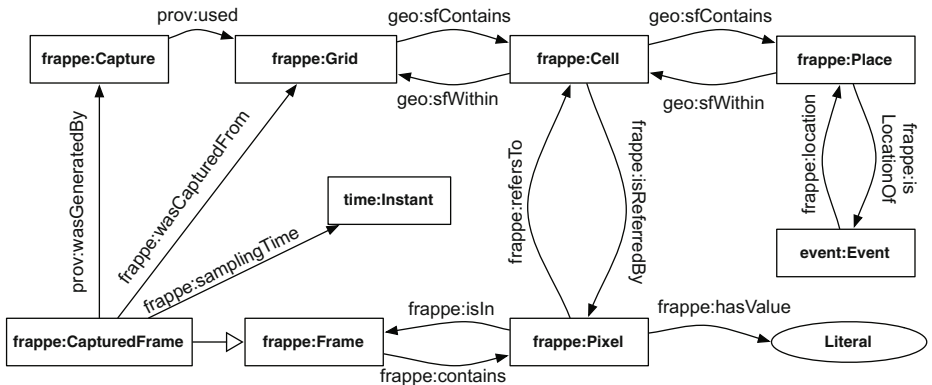 prov:used
geo:sfContains
geo:sfContains
frappe:Capture
frappe:Grid
frappe:Cell
frappe:Place
geo:sfWithin
geo:sfWithin
prov:wasGeneratedBy
frappe:wasCapturedFrom
frappe:samplingTime
time:Instant
frappe:refersTo
frappe:isReferredBy
frappe:location
frappe:is
LocationOf
event:Event
frappe:isIn
frappe:hasValue
frappe:CapturedFrame
frappe:Frame
frappe:Pixel
Literal
frappe:contains